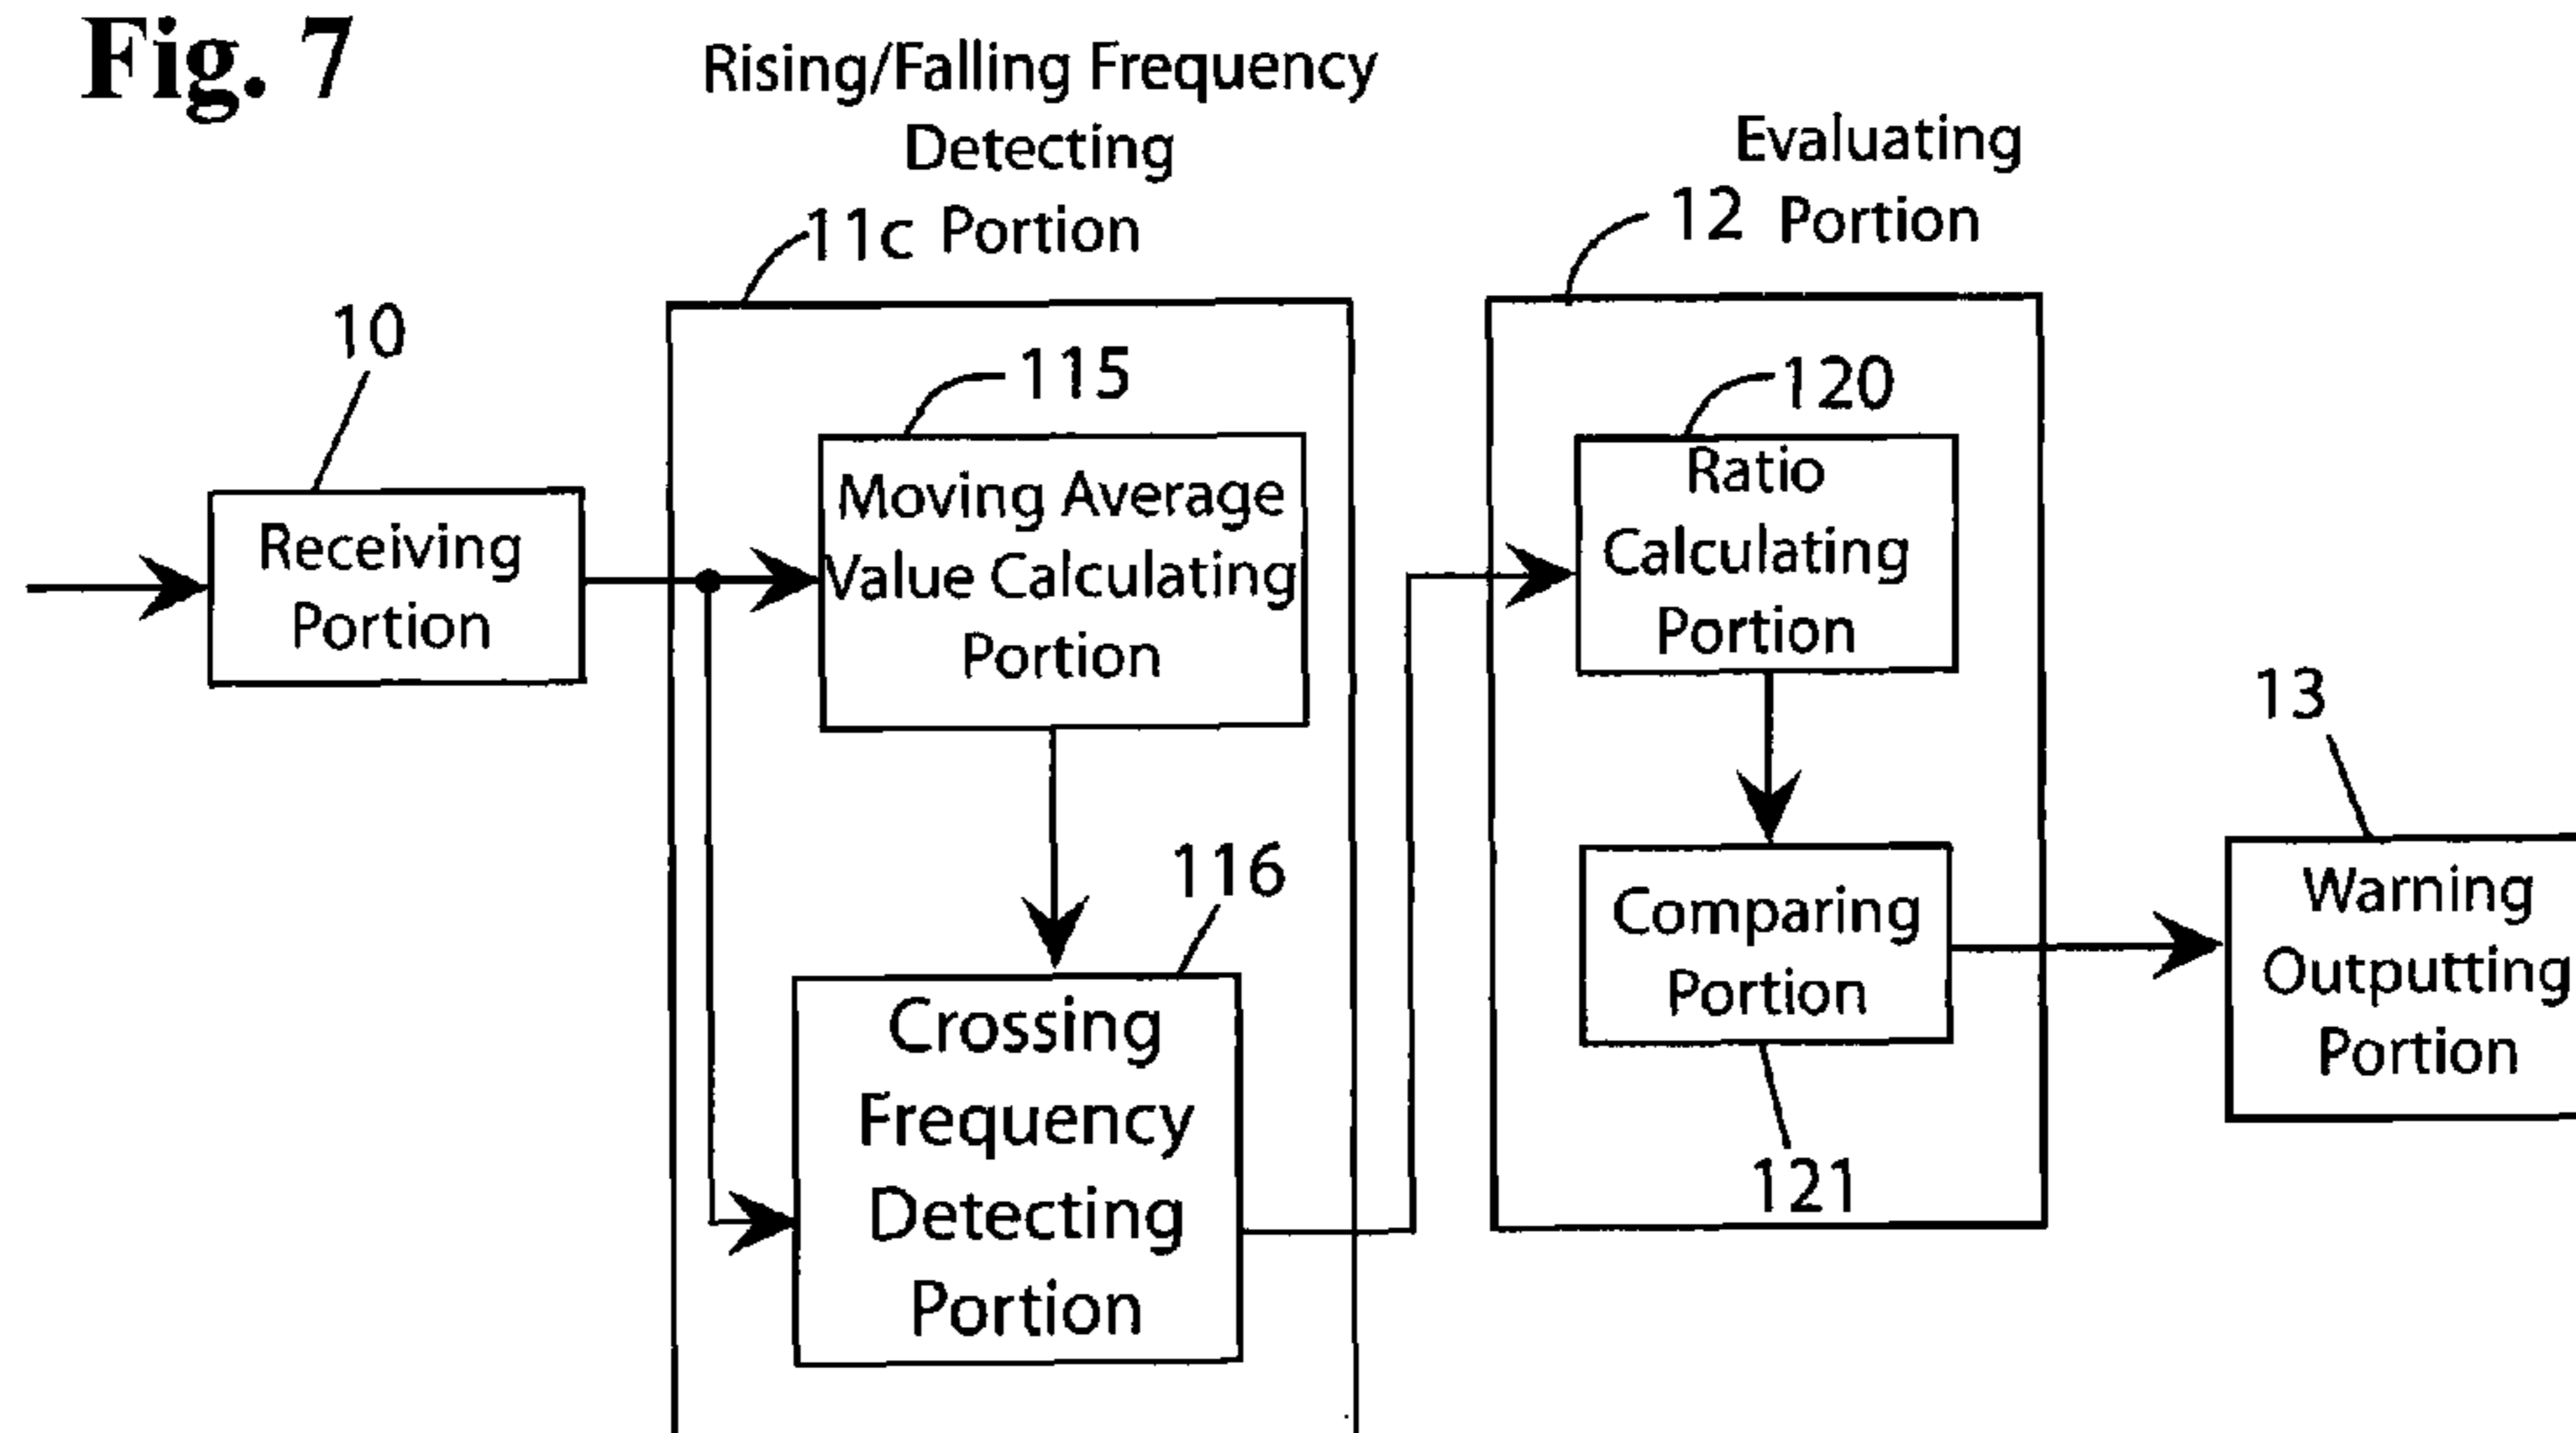 Fig. 7
Rising/Falling Frequency
Detecting
11c Portion
Evaluating
12 Portion
10
Receiving
Portion
115
Moving Average
Value Calculating
Portion
116
Crossing
Frequency
Detecting
Portion
120
Ratio
Calculating
Portion
Comparing
Portion
121
13
Warning
Outputting
Portion